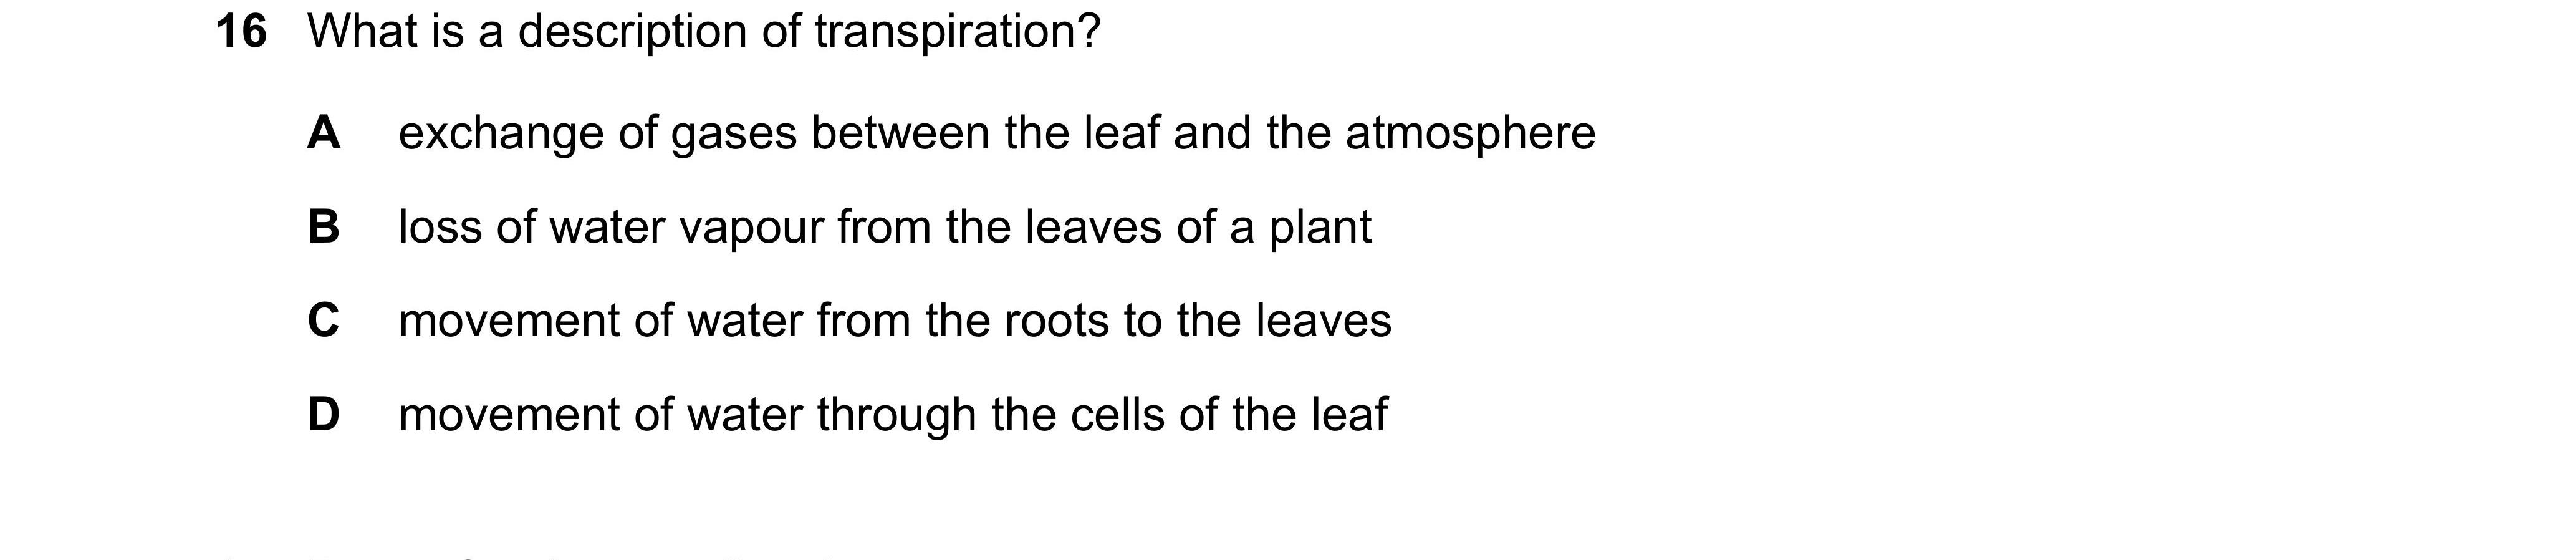 16 What is a description of transpiration?
A exchange of gases between the leaf and the atmosphere
B loss of water vapour from the leaves of a plant
C movement of water from the roots to the leaves
D movement of water through the cells of the leaf